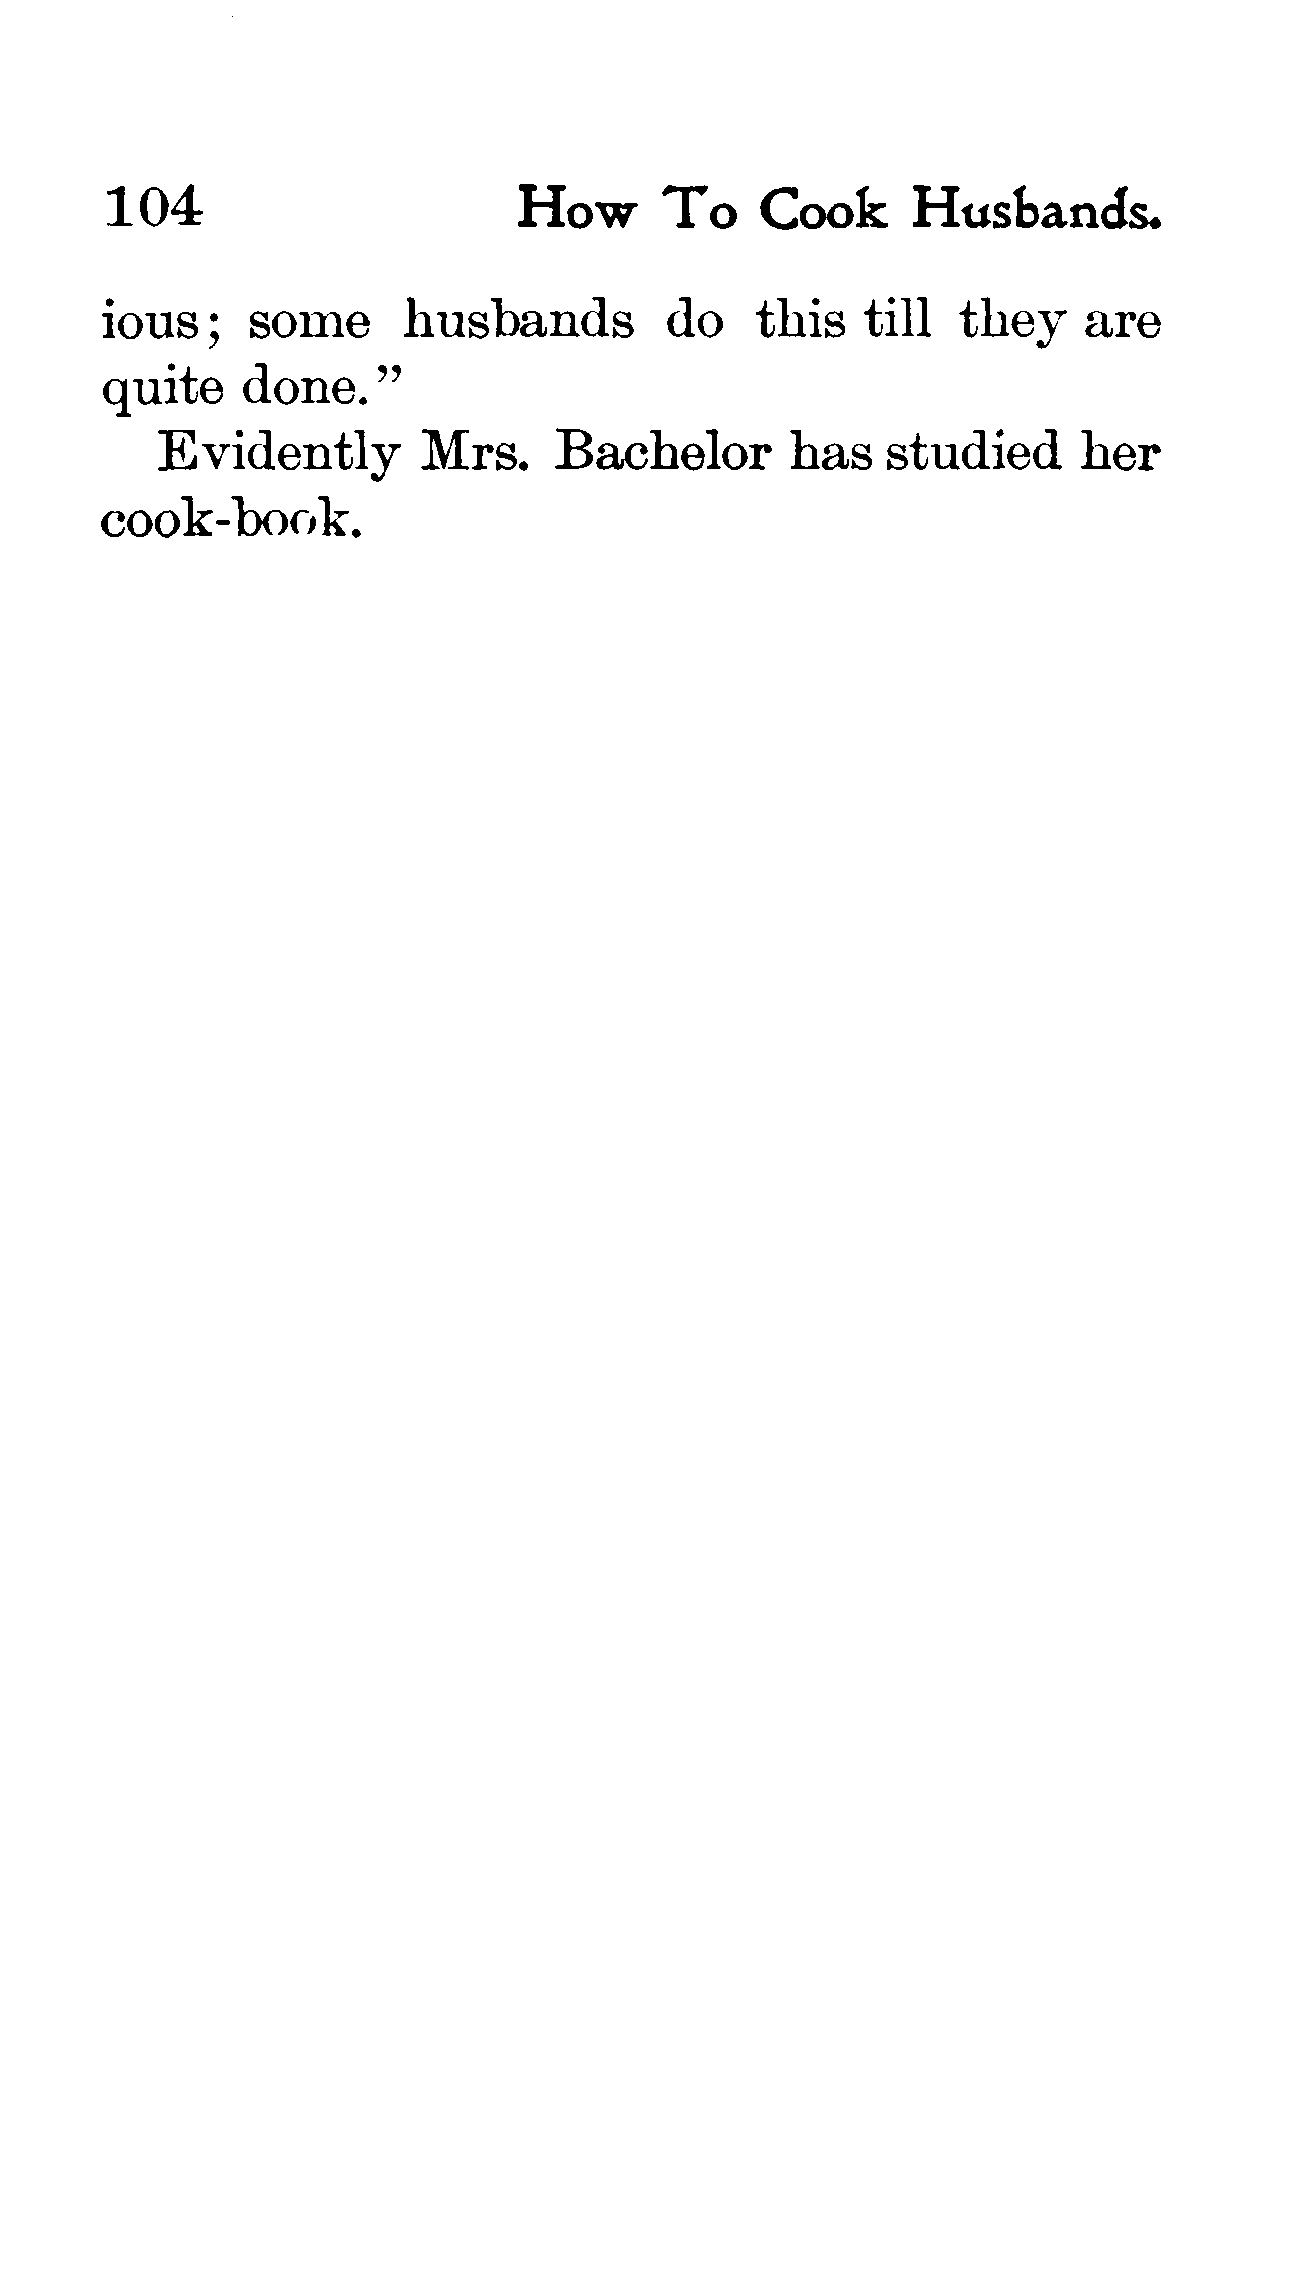 104 How To Cook Husbands.
ious; some husbands do this till they are
quite done.”
Evidently Mrs. Bachelor has studied her
cook-book.